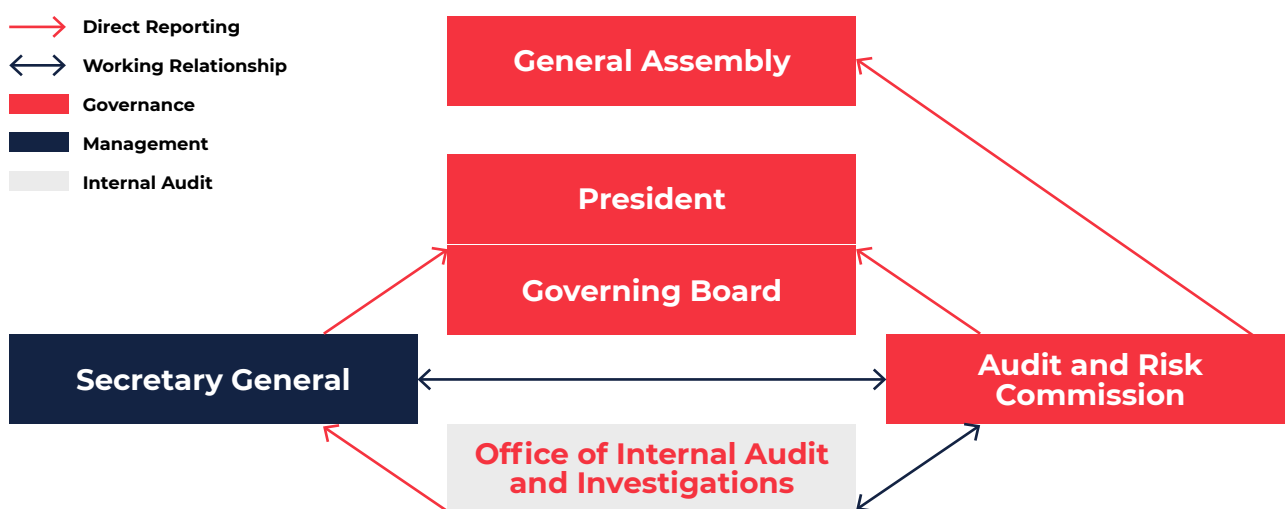 Direct Reporting
Working Relationship
Governance
Management
Internal Audit
General Assembly
President
Governing Board
Secretary General
Audit and Risk
Commission
Office of Internal Audit
and Investigations